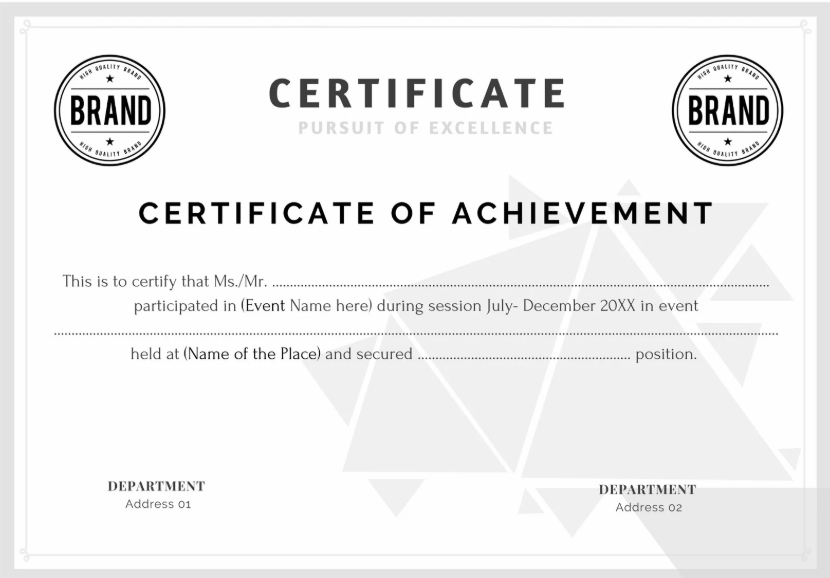 HIGH QUALITY BRAND
BRAND
HIGH QUALITY BRAND
CERTIFICATE
PURSUIT OF EXCELLENCE
HIGH QUALITY BRAND
BRAND
HIGH QUALITY BRAND
CERTIFICATE OF ACHIEVEMENT
This is to certify that Ms./Mr. ..............................................................................................................
participated in (Event Name here) during session July- December 20XX in event
................................................................................................................................................................
held at (Name of the Place) and secured ............................................................ position.
DEPARTMENT
Address 01
DEPARTMENT
Address 02